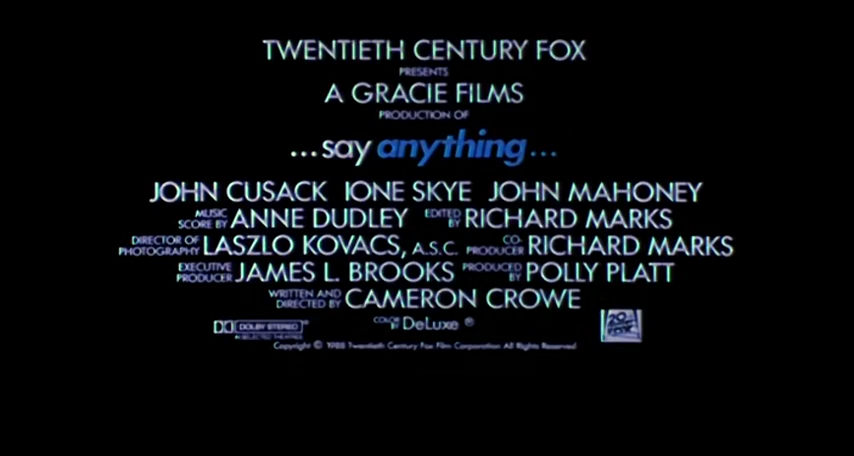 TWENTIETH CENTURY FOX
PRESENTS
A GRACIE FILMS
PRODUCTION OF
...say anything...
JOHN CUSACK IONE SKYE JOHN MAHONEY
MUSIC SCORE BY ANNE DUDLEY EDITED BY RICHARD MARKS
DIRECTOR OF PHOTOGRAPHY LASZLO KOVACS, A.S.C. CO. PRODUCER RICHARD MARKS
EXECUTIVE PRODUCER JAMES L. BROOKS PRODUCED BY POLLY PLATT
WRITTEN AND DIRECTED BY CAMERON CROWE
DOLBY STEREO ® COLOR BY DeLuxe ® 20 CENTURY FOX
IN SELECTED THEATRES
Copyright © 1988 Twentieth Century Fox Film Corporation All Rights Reserved